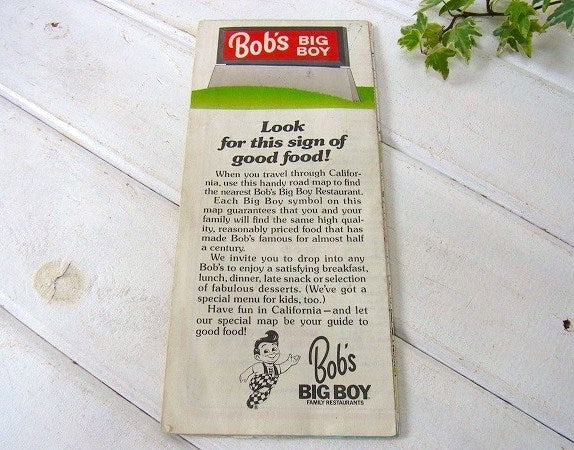 Bob's BIG
BOY
Look
for this sign of
good food!
When you travel through Califor-
nia, use this handy road map to find
the nearest Bob's Big Boy Restaurant.
Each Big Boy symbol on this
map guarantees that you and your
family will find the same high qual-
ity, reasonably priced food that has
made Bob's famous for almost half
a century.
We invite you to drop into any
Bob's to enjoy a satisfying breakfast,
lunch, dinner, late snack or selection
of fabulous desserts. (We've got a
special menu for kids, too.)
Have fun in California—and let
our special map be your guide to
good food!
Bob's
BIG BOY
FAMILY RESTAURANTS